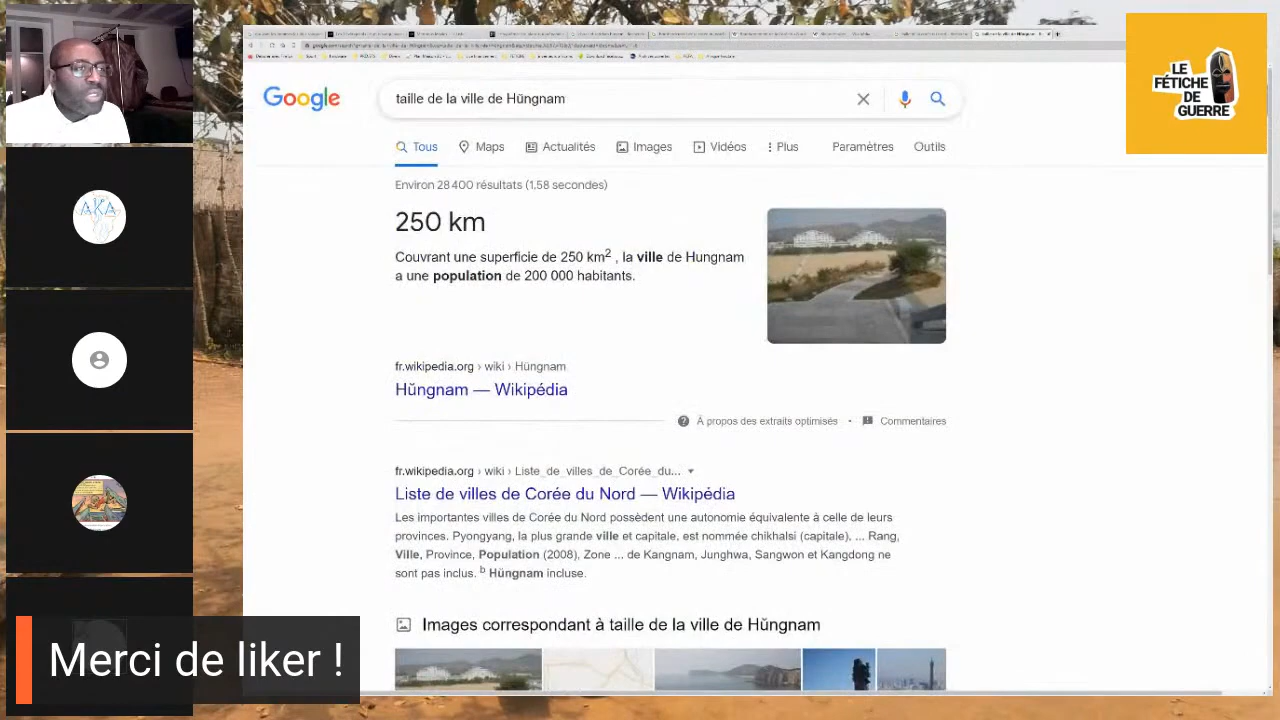 LE
FÉTICHE
DE
GUERRE
AKA
Google
taille de la ville de Hŭngnam
Tous
Maps
Actualités
Images
Vidéos
Plus
Paramètres
Outils
Environ 28 400 résultats (1,58 secondes)
250 km
Couvrant une superficie de 250 km2 , la ville de Hungnam
a une population de 200 000 habitants.
fr.wikipedia.org › wiki › Hŭngnam
Hŭngnam — Wikipédia
À propos des extraits optimisés
Commentaires
fr.wikipedia.org › wiki › Liste_de_villes_de_Corée_du...
Liste de villes de Corée du Nord — Wikipédia
Les importantes villes de Corée du Nord possèdent une autonomie équivalente à celle de leurs
provinces. Pyongyang, la plus grande ville et capitale, est nommée chikhalsi (capitale), ... Rang,
Ville, Province, Population (2008), Zone ... de Kangnam, Junghwa, Sangwon et Kangdong ne
sont pas inclus. b Hŭngnam incluse.
Images correspondant à taille de la ville de Hŭngnam
Merci de liker !